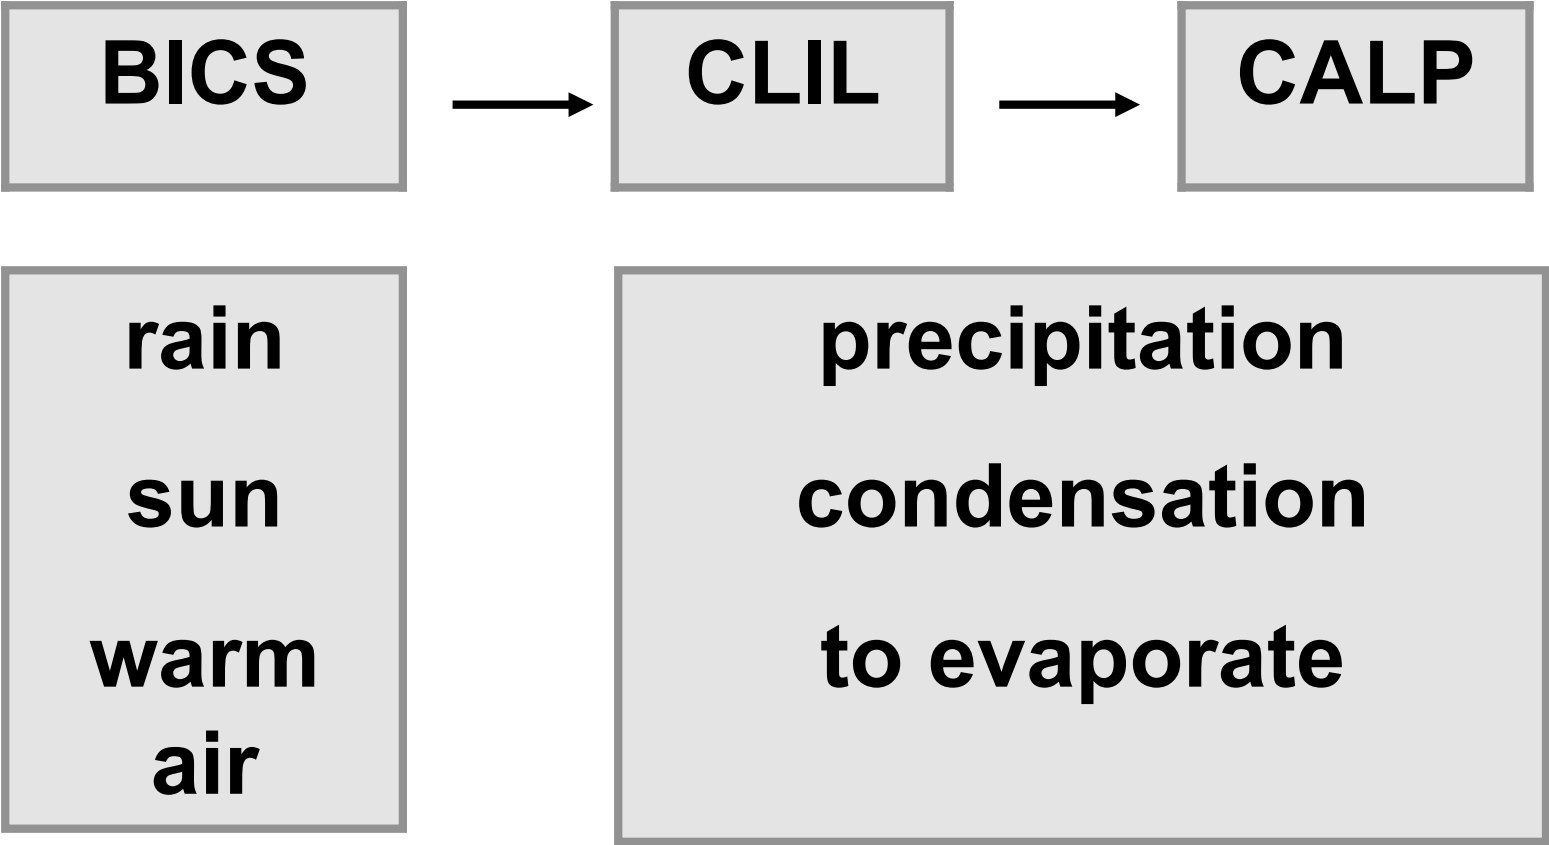 BICS
CLIL
CALP
rain
sun
warm
air
precipitation
condensation
to evaporate